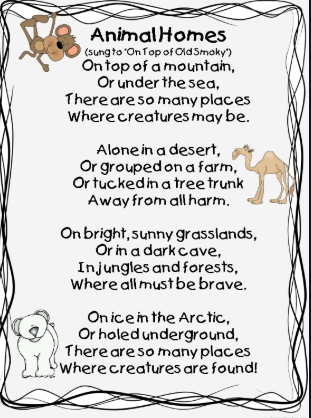 Animal Homes
(sung to "On Top of Old Smoky")
On top of a mountain,
Or under the sea,
There are so many places
Where creatures may be.
Alone in a desert,
Or grouped on a farm,
Or tucked in a tree trunk
Away from all harm.
On bright, sunny grasslands,
Or in a dark cave,
In jungles and forests,
Where all must be brave.
On ice in the Arctic,
Or holed underground,
There are so many places
Where creatures are found!